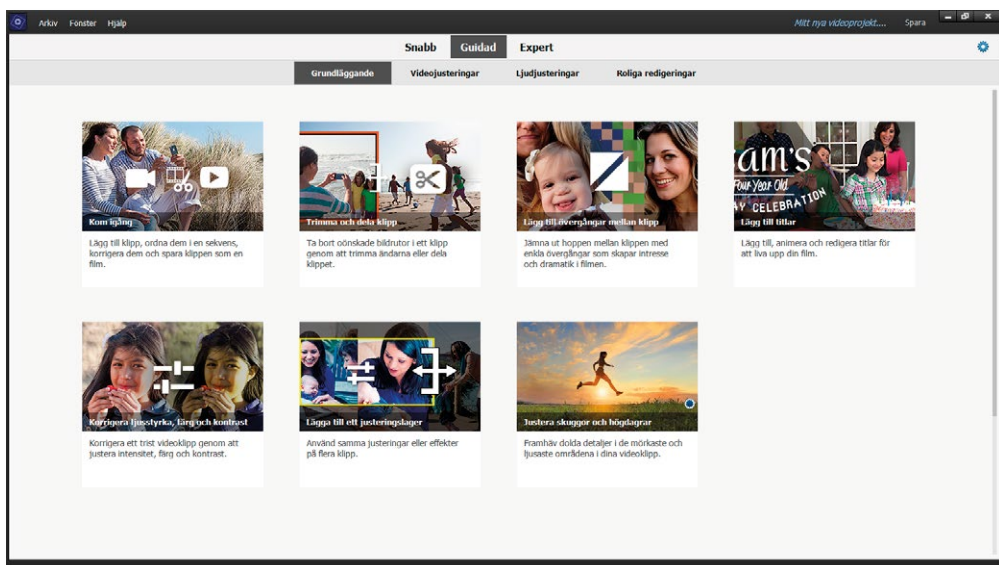 Arkiv Fönster Hjälp
Mitt nya videoprojekt.... Spara
Snabb Guidad Expert
Grundläggande Videojusteringar Ljudjusteringar Roliga redigeringar
Kom igång
Lägg till klipp, ordna dem i en sekvens,
korrigera dem och spara klippen som en
film.
Trimma och dela klipp
Ta bort oönskade bildrutor i ett klipp
genom att trimma ändarna eller dela
klippet.
Lägg till övergångar mellan klipp
Jämna ut hoppen mellan klippen med
enkla övergångar som skapar intresse
och dramatik i filmen.
am's
Four Year Old
AY CELEBRATION
Lägg till titlar
Lägg till, animera och redigera titlar för
att liva upp din film.
Korrigera ljusstyrka, färg och kontrast
Korrigera ett trist videoklipp genom att
justera intensitet, färg och kontrast.
Lägga till ett justeringslager
Använd samma justeringar eller effekter
på flera klipp.
Justera skuggor och högdagrar
Framhäv dolda detaljer i de mörkaste och
ljusaste områdena i dina videoklipp.